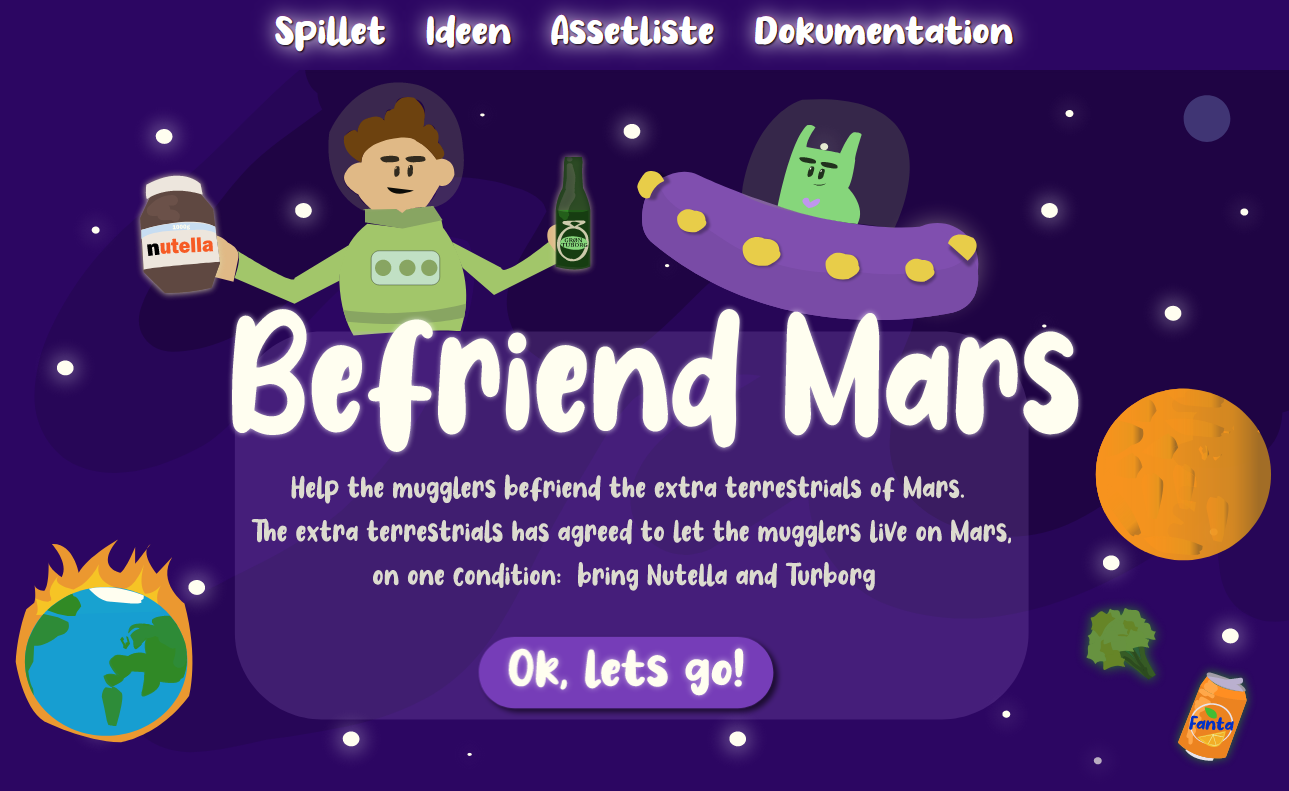 Spillet Ideen Assetliste Dokumentation
nutella
GRØN
TUBORG
Befriend Mars
Help the mugglers befriend the extra terrestrials of Mars.
The extra terrestrials has agreed to let the mugglers live on Mars,
on one condition: bring Nutella and Turborg
Ok, lets go!
Fanta